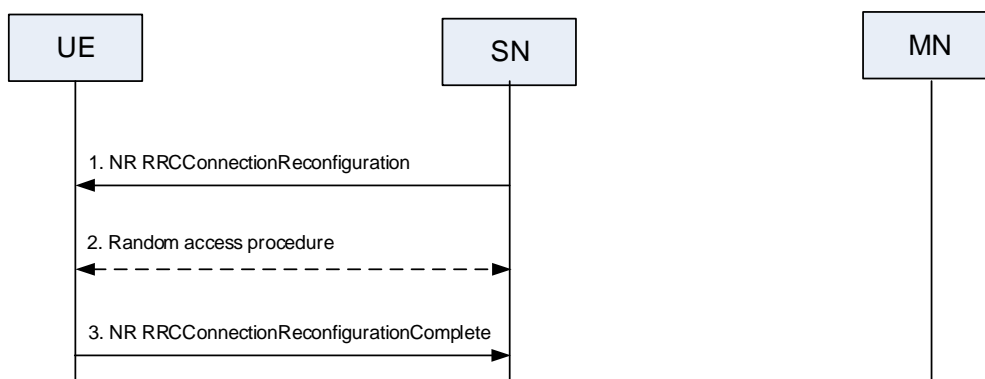 UE
SN
MN
1. NR RRCConnectionReconfiguration
2. Random access procedure
3. NR RRCConnectionReconfigurationComplete